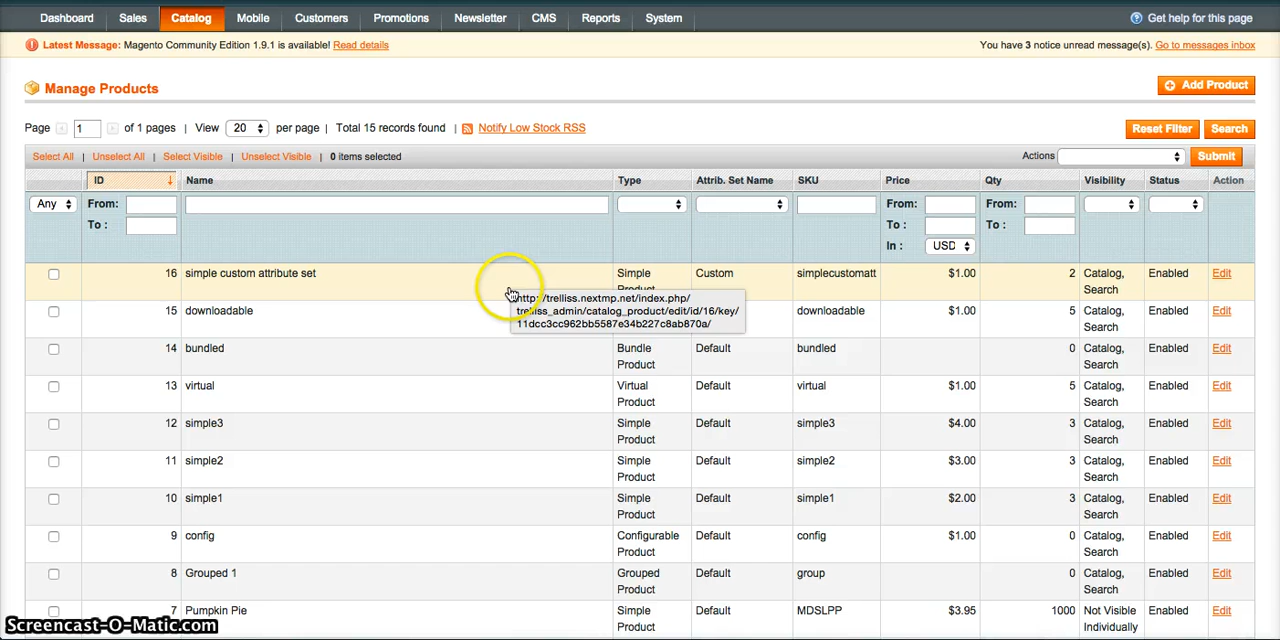 Dashboard Sales Catalog Mobile Customers Promotions Newsletter CMS Reports System Get help for this page
Latest Message: Magento Community Edition 1.9.1 is available! Read details You have 3 notice unread message(s). Go to messages inbox
Manage Products Add Product
Page 1 of 1 pages | View 20 per page | Total 15 records found | Notify Low Stock RSS Reset Filter Search
Select All | Unselect All | Select Visible | Unselect Visible | 0 items selected Actions Submit
ID ↓ Name Type Attrib. Set Name SKU Price Qty Visibility Status Action
Any From: From: From:
To : To : To :
In : USD
16 simple custom attribute set Simple Custom simplecustomatt $1.00 2 Catalog, Enabled Edit
Search
http://trelliss.nextmp.net/index.php/
trelliss_admin/catalog_product/edit/id/16/key/
11dcc3cc962bb5587e34b227c8ab870a/
15 downloadable downloadable $1.00 5 Catalog, Enabled Edit
Search
14 bundled Bundle Default bundled 0 Catalog, Enabled Edit
Product Search
13 virtual Virtual Default virtual $1.00 5 Catalog, Enabled Edit
Product Search
12 simple3 Simple Default simple3 $4.00 3 Catalog, Enabled Edit
Product Search
11 simple2 Simple Default simple2 $3.00 3 Catalog, Enabled Edit
Product Search
10 simple1 Simple Default simple1 $2.00 3 Catalog, Enabled Edit
Product Search
9 config Configurable Default config $1.00 0 Catalog, Enabled Edit
Product Search
8 Grouped 1 Grouped Default group 0 Catalog, Enabled Edit
Product Search
7 Pumpkin Pie Simple Default MDSLPP $3.95 1000 Not Visible Enabled Edit
Product Individually
Screencast-O-Matic.com